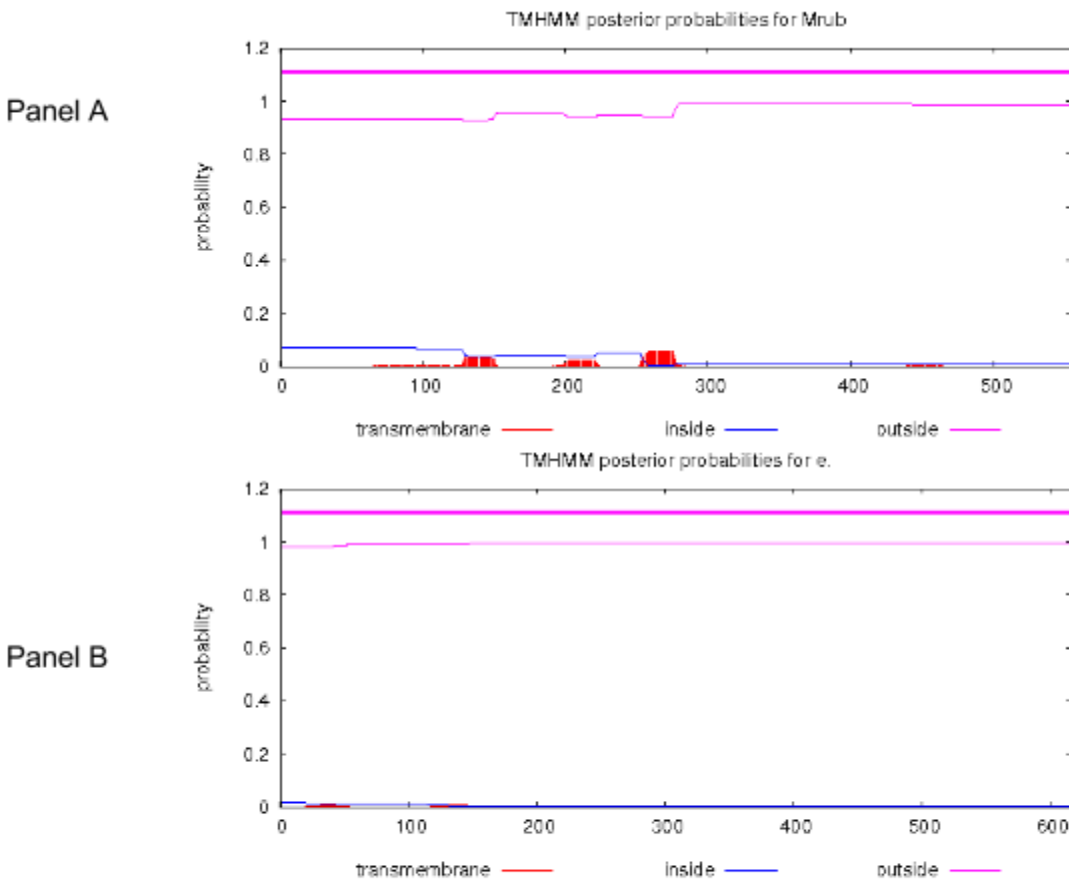 TMHMM posterior probabilities for Mrub
Panel A
probability
1.2
1
0.8
0.6
0.4
0.2
0
0 100 200 300 400 500
transmembrane inside outside
TMHMM posterior probabilities for e.
Panel B
probability
1.2
1
0.8
0.6
0.4
0.2
0
0 100 200 300 400 500 600
transmembrane inside outside